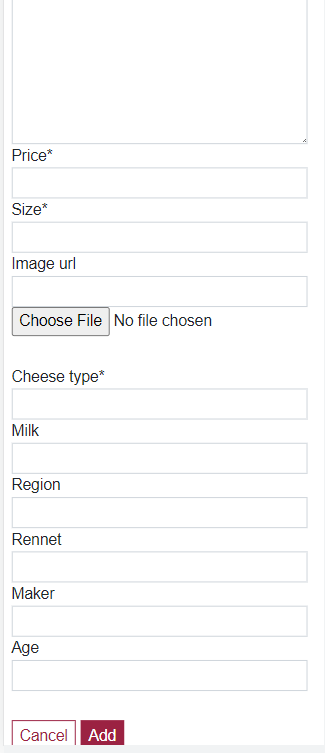 Price*
Size*
Image url
Choose File No file chosen
Cheese type*
Milk
Region
Rennet
Maker
Age
Cancel Add